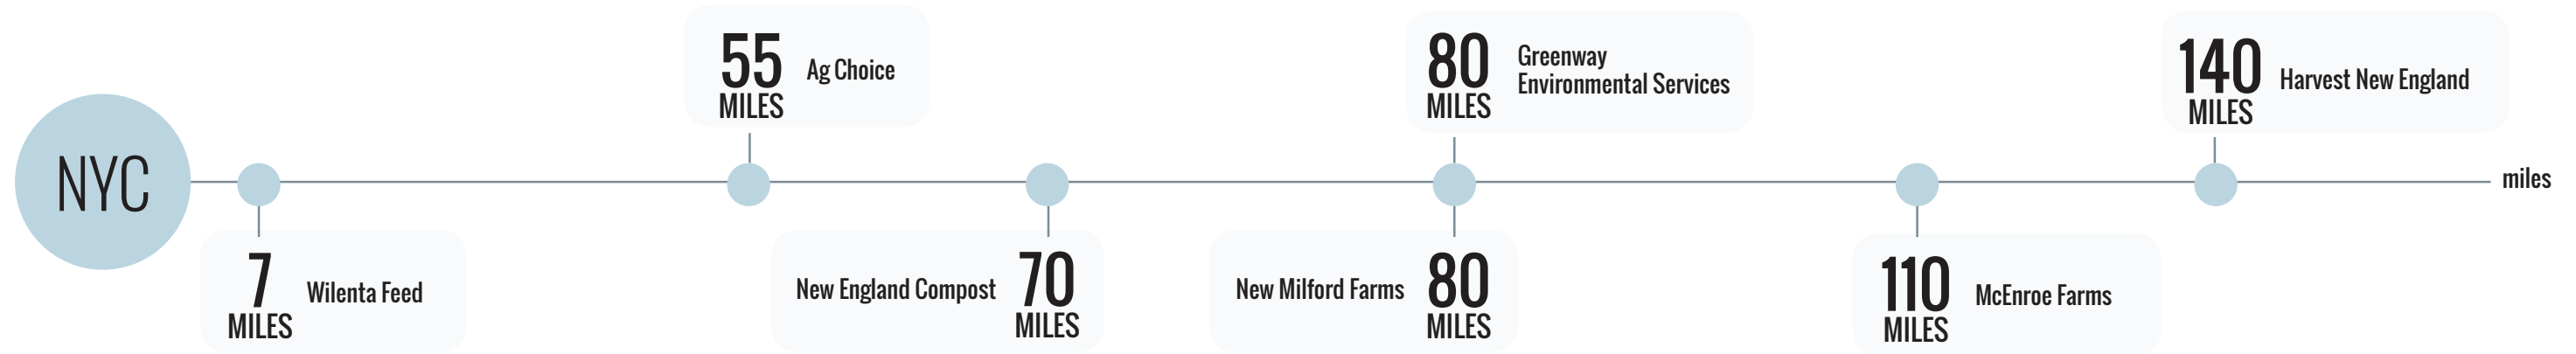 NYC
7
MILES
Wilenta Feed
55
MILES
Ag Choice
New England Compost
70
MILES
80
MILES
Greenway
Environmental Services
New Milford Farms
80
MILES
110
MILES
McEnroe Farms
140
MILES
Harvest New England
miles